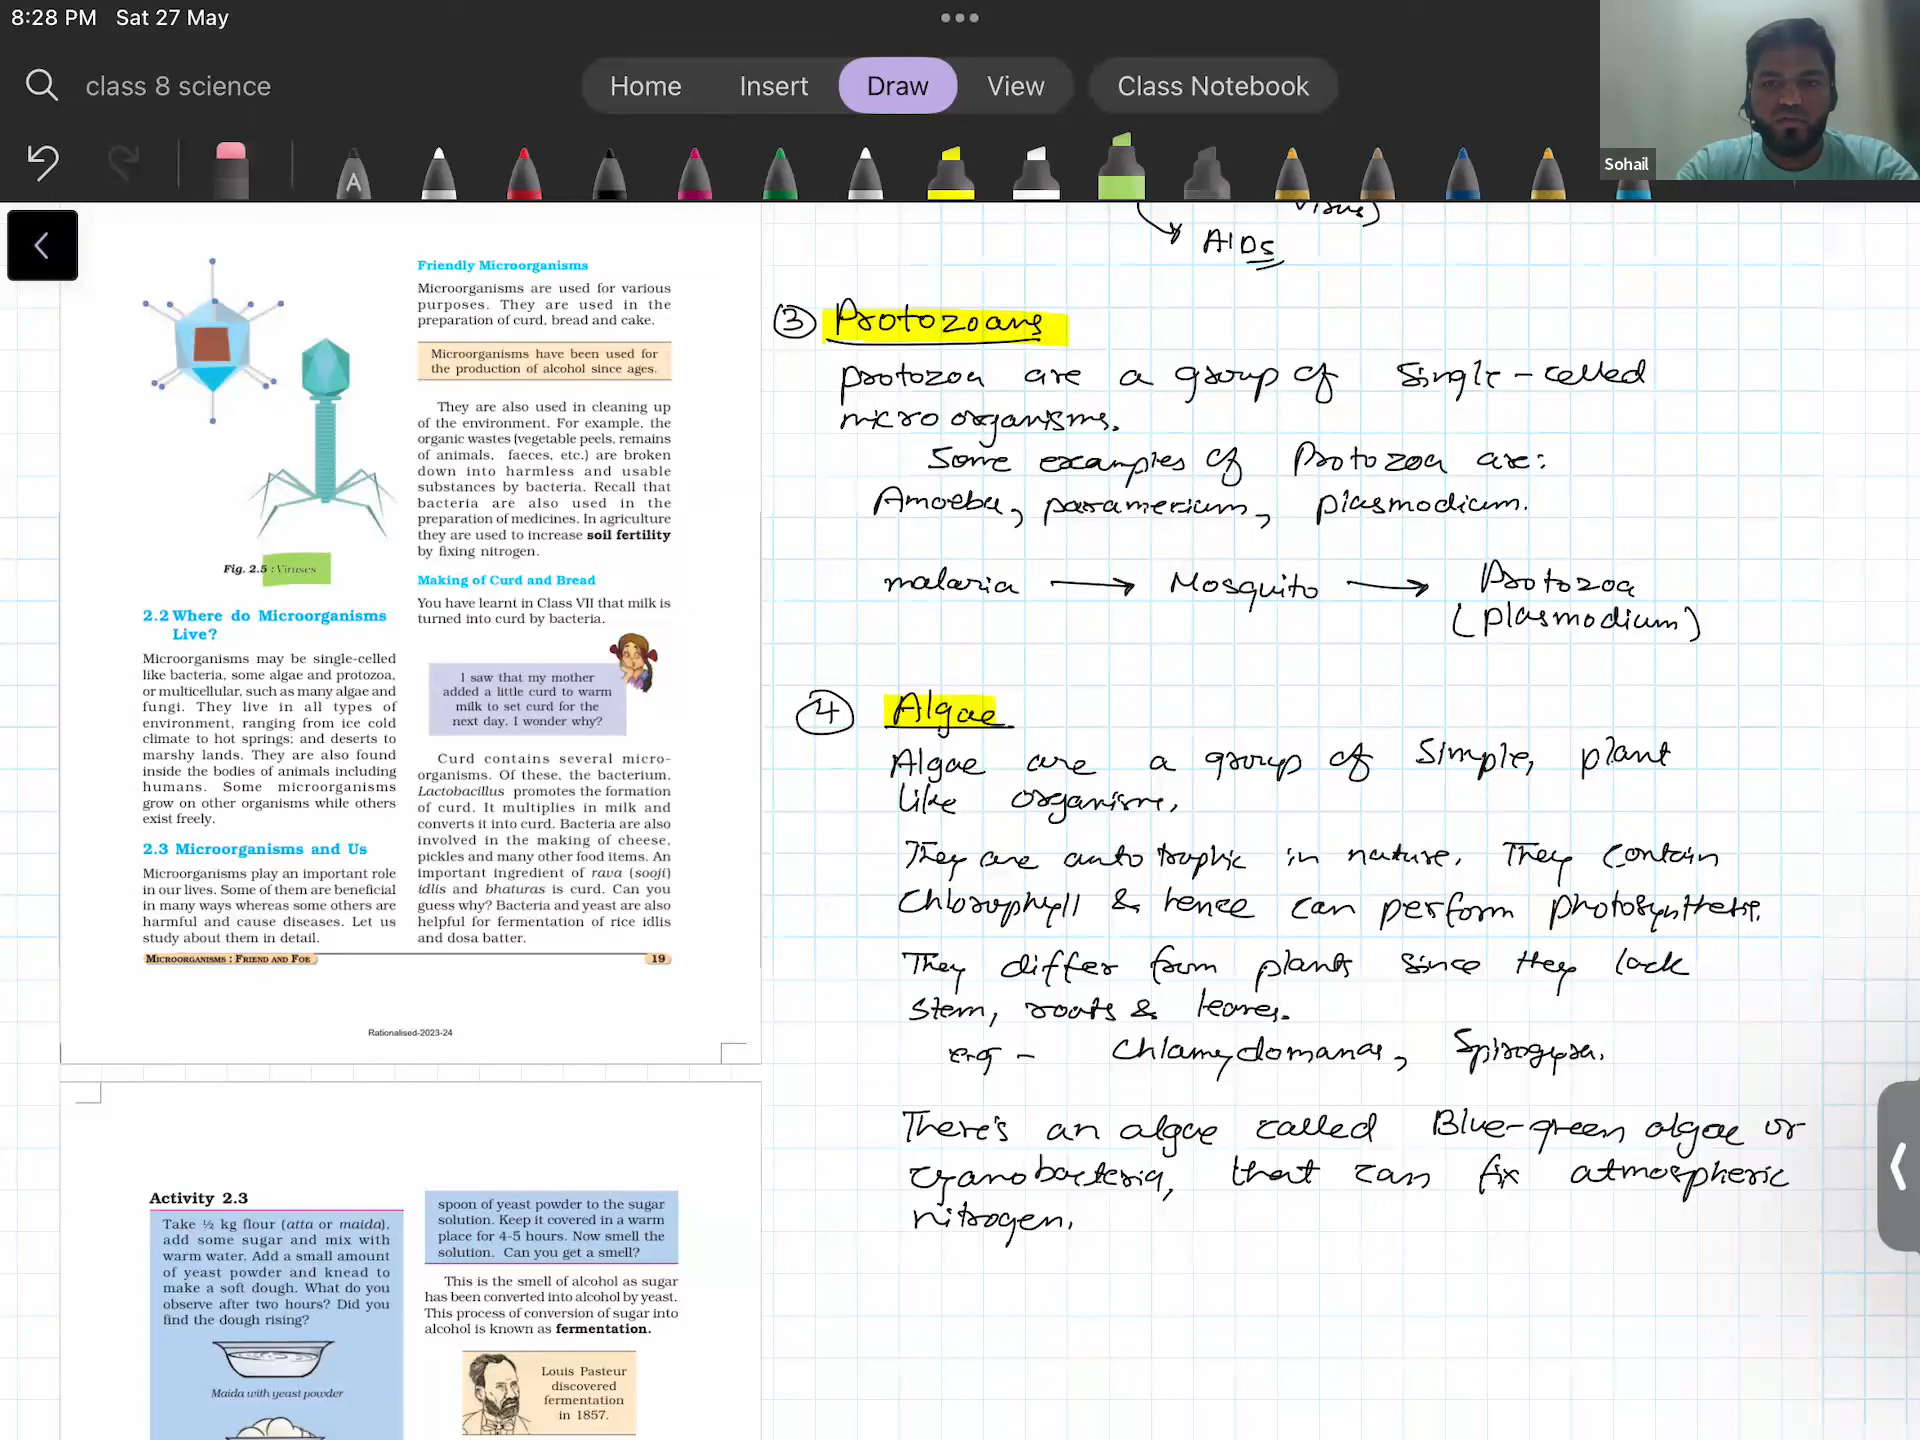 8:28 PM Sat 27 May
class 8 science
Home Insert Draw View Class Notebook
A
Sohail
Fig. 2.5 : Viruses
2.2 Where do Microorganisms
Live?
Microorganisms may be single-celled
like bacteria, some algae and protozoa,
or multicellular, such as many algae and
fungi. They live in all types of
environment, ranging from ice cold
climate to hot springs; and deserts to
marshy lands. They are also found
inside the bodies of animals including
humans. Some microorganisms
grow on other organisms while others
exist freely.
2.3 Microorganisms and Us
Microorganisms play an important role
in our lives. Some of them are beneficial
in many ways whereas some others are
harmful and cause diseases. Let us
study about them in detail.
Friendly Microorganisms
Microorganisms are used for various
purposes. They are used in the
preparation of curd, bread and cake.
Microorganisms have been used for
the production of alcohol since ages.
They are also used in cleaning up
of the environment. For example, the
organic wastes (vegetable peels, remains
of animals, faeces, etc.) are broken
down into harmless and usable
substances by bacteria. Recall that
bacteria are also used in the
preparation of medicines. In agriculture
they are used to increase soil fertility
by fixing nitrogen.
Making of Curd and Bread
You have learnt in Class VII that milk is
turned into curd by bacteria.
I saw that my mother
added a little curd to warm
milk to set curd for the
next day. I wonder why?
Curd contains several micro-
organisms. Of these, the bacterium,
Lactobacillus promotes the formation
of curd. It multiplies in milk and
converts it into curd. Bacteria are also
involved in the making of cheese,
pickles and many other food items. An
important ingredient of rava (sooji)
idlis and bhaturas is curd. Can you
guess why? Bacteria and yeast are also
helpful for fermentation of rice idlis
and dosa batter.
MICROORGANISMS : FRIEND AND FOE 19
Rationalised-2023-24
Activity 2.3
Take ½ kg flour (atta or maida),
add some sugar and mix with
warm water. Add a small amount
of yeast powder and knead to
make a soft dough. What do you
observe after two hours? Did you
find the dough rising?
Maida with yeast powder
spoon of yeast powder to the sugar
solution. Keep it covered in a warm
place for 4-5 hours. Now smell the
solution. Can you get a smell?
This is the smell of alcohol as sugar
has been converted into alcohol by yeast.
This process of conversion of sugar into
alcohol is known as fermentation.
Louis Pasteur
discovered
fermentation
in 1857.
virus)
AIDS
3 Protozoans
protozoa are a group of single-celled
micro organisms.
Some examples of Protozoa are:
Amoeba, paramecium, plasmodium.
malaria → Mosquito → Protozoa
(plasmodium)
4 Algae
Algae are a group of simple, plant
like organism.
They are auto trophic in nature. They contain
Chlorophyll & hence can perform photosynthesis.
They differ from plants since they lack
stem, roots & leaves.
e.g - Chlamydomanas, Spirogyra.
There's an algae called Blue-green algae or
cyanobacteria, that can fix atmospheric
nitrogen.